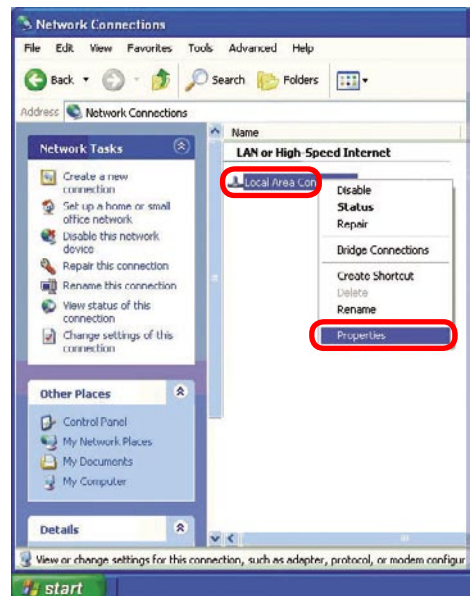 Network Connections
File Edit View Favorites Tools Advanced Help
Back Search Folders
Address Network Connections
Network Tasks
Create a new
connection
Set up a home or small
office network
Disable this network
device
Repair this connection
Rename this connection
View status of this
connection
Change settings of this
connection
Other Places
Control Panel
My Network Places
My Documents
My Computer
Details
Name
LAN or High-Speed Internet
Local Area Con
Disable
Status
Repair
Bridge Connections
Create Shortcut
Delete
Rename
Properties
View or change settings for this connection, such as adapter, protocol, or modem configur
start